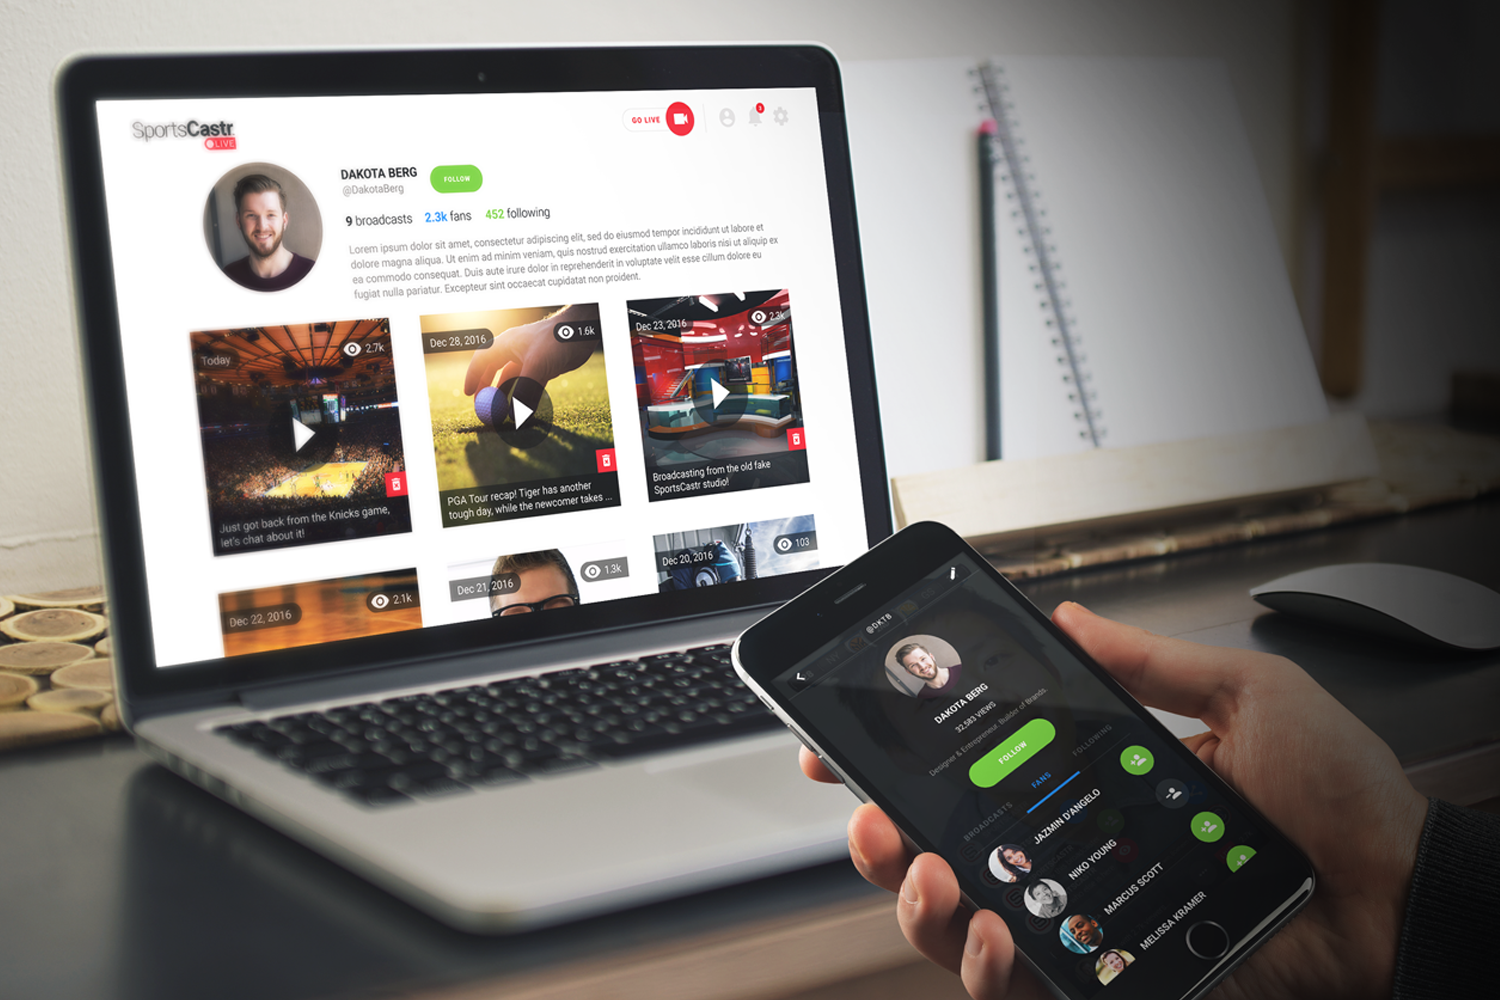 SportsCastr
LIVE
GO LIVE
1
DAKOTA BERG
FOLLOW
@DakotaBerg
9 broadcasts 2.3k fans 452 following
Lorem ipsum dolor sit amet, consectetur adipiscing elit, sed do eiusmod tempor incididunt ut labore et
dolore magna aliqua. Ut enim ad minim veniam, quis nostrud exercitation ullamco laboris nisi ut aliquip ex
ea commodo consequat. Duis aute irure dolor in reprehenderit in voluptate velit esse cillum dolore eu
fugiat nulla pariatur. Excepteur sint occaecat cupidatat non proident.
Today
2.7k
Just got back from the Knicks game,
let's chat about it!
Dec 28, 2016
1.6k
PGA Tour recap! Tiger has another
tough day, while the newcomer takes ...
Dec 23, 2016
2.3k
Broadcasting from the old fake
SportsCastr studio!
Dec 22, 2016
2.1k
Dec 21, 2016
1.3k
Dec 20, 2016
103
@DKTB
DAKOTA BERG
32,583 VIEWS
Designer & Entrepreneur. Builder of Brands.
FOLLOW
BROADCASTS FANS FOLLOWING
JAZMIN D'ANGELO
NIKO YOUNG
MARCUS SCOTT
MELISSA KRAMER